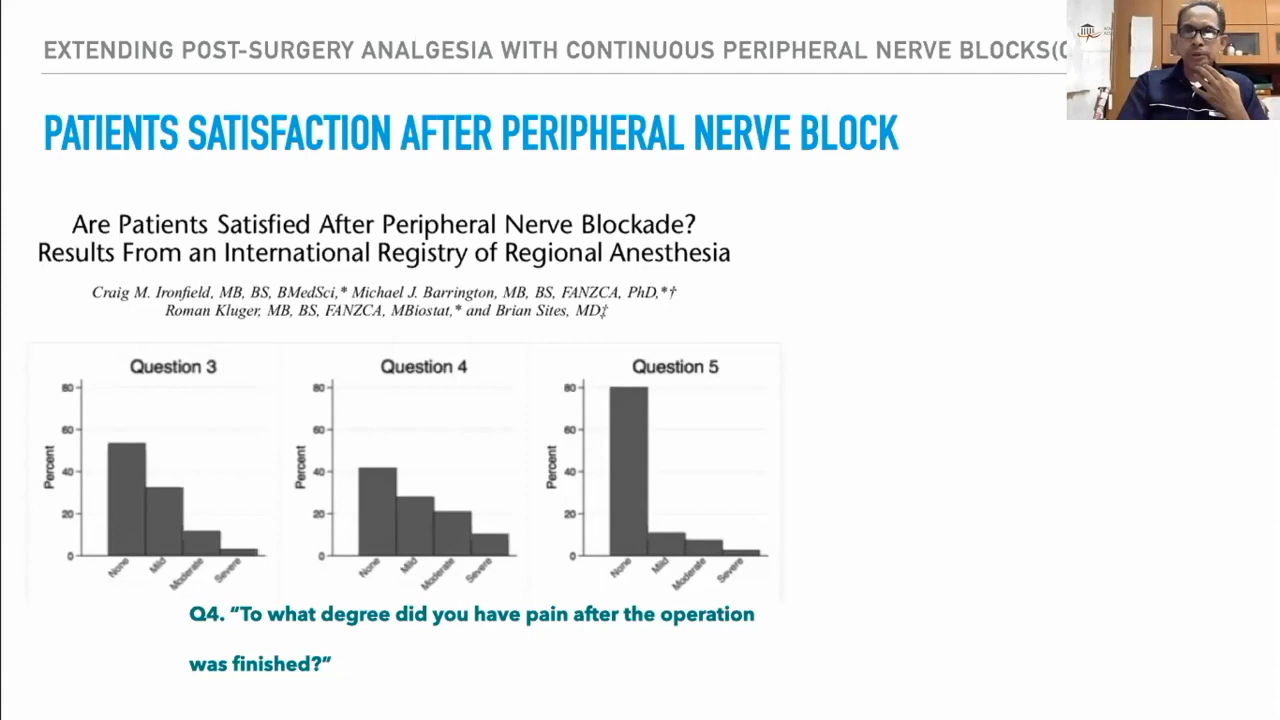 EXTENDING POST-SURGERY ANALGESIA WITH CONTINUOUS PERIPHERAL NERVE BLOCKS(
PATIENTS SATISFACTION AFTER PERIPHERAL NERVE BLOCK
Are Patients Satisfied After Peripheral Nerve Blockade?
Results From an International Registry of Regional Anesthesia
Craig M. Ironfield, MB, BS, BMedSci,* Michael J. Barrington, MB, BS, FANZCA, PhD,*†
Roman Kluger, MB, BS, FANZCA, MBiostat,* and Brian Sites, MD‡
Question 3
80
60
40
20
0
Percent
None
Mild
Moderate
Severe
Question 4
80
60
40
20
0
Percent
None
Mild
Moderate
Severe
Question 5
80
60
40
20
0
Percent
None
Mild
Moderate
Severe
Q4. “To what degree did you have pain after the operation
was finished?”